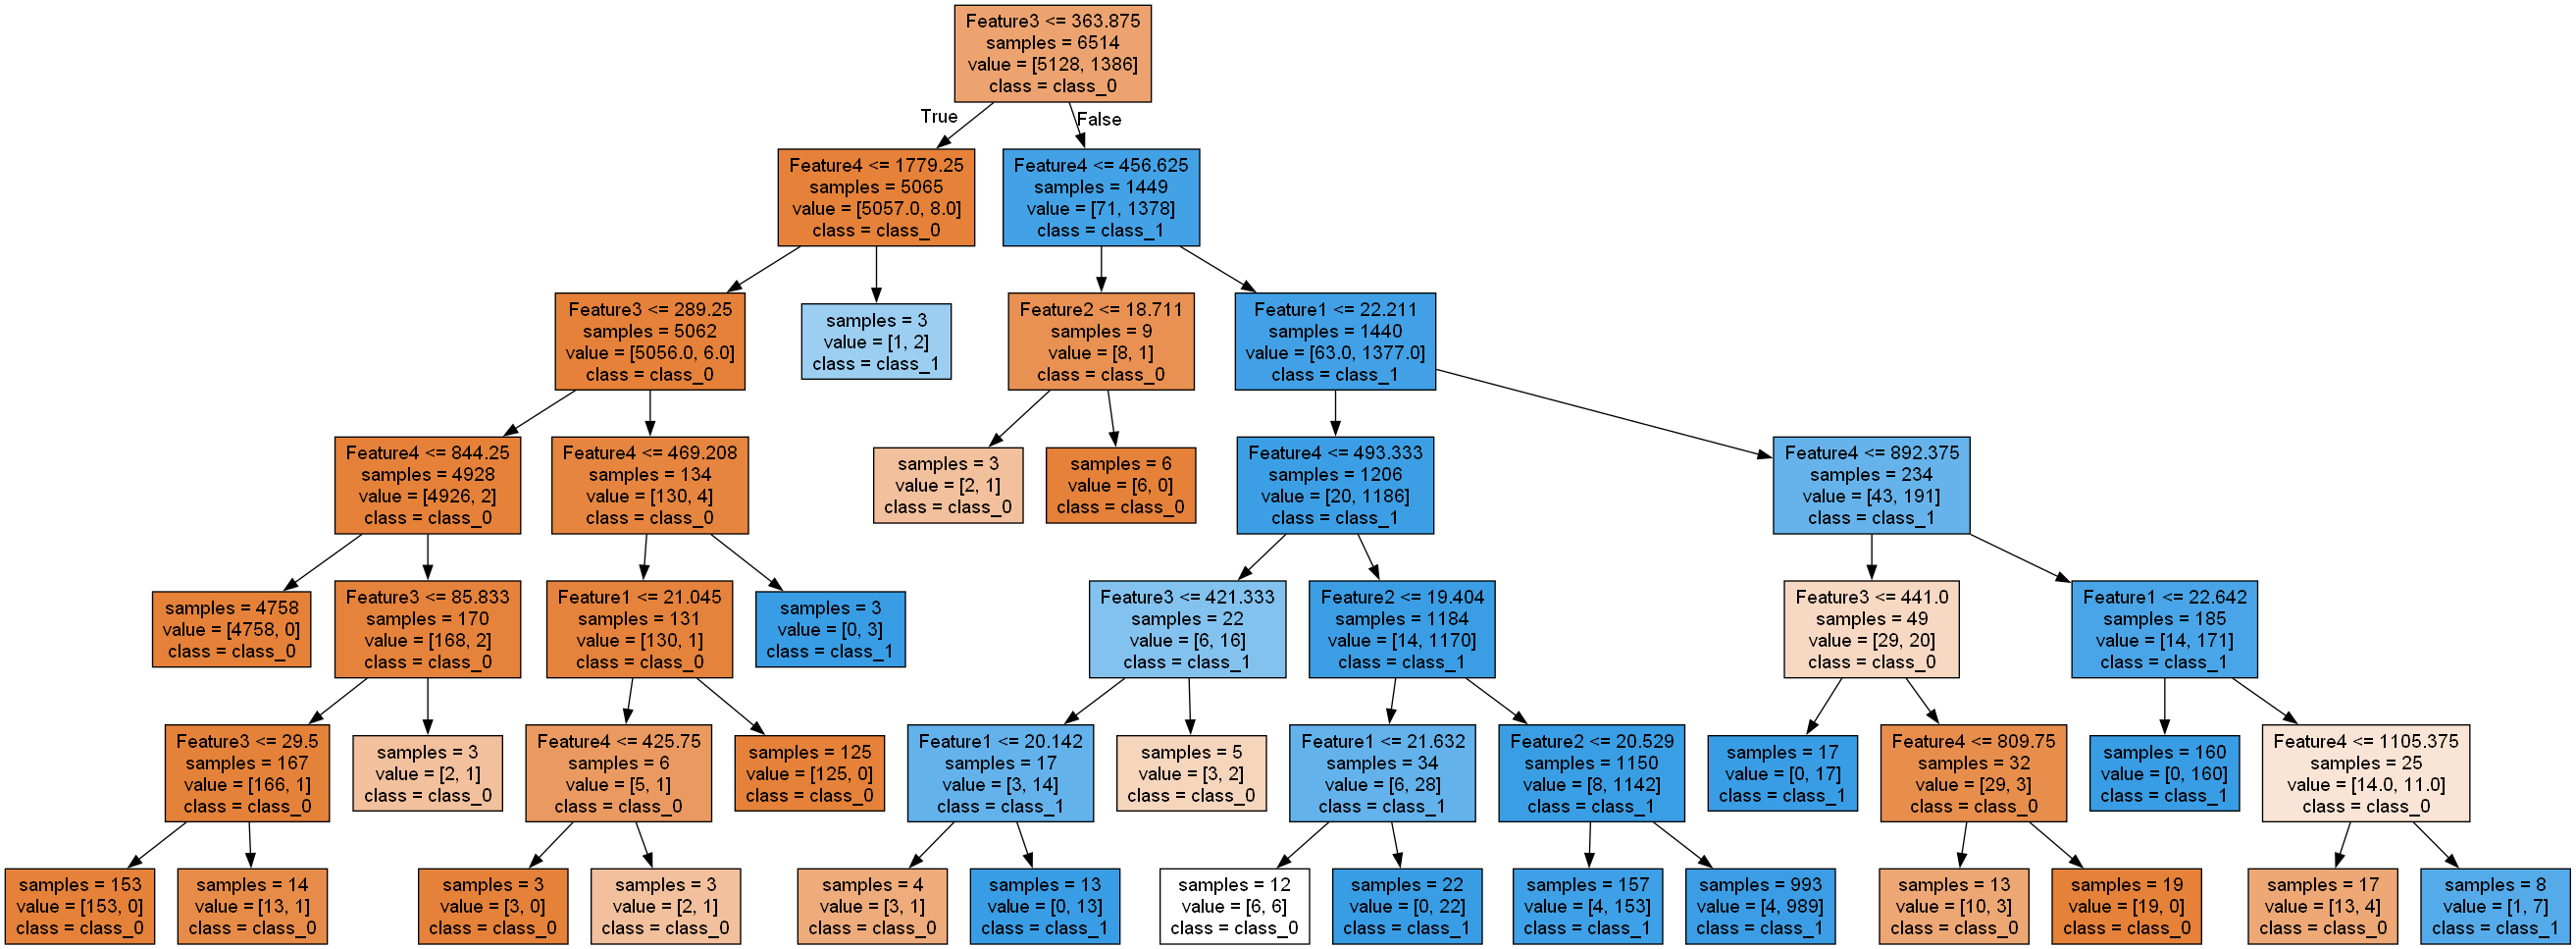 Feature3 <= 363.875
samples = 6514
value = [5128, 1386]
class = class_0
True
False
Feature4 <= 1779.25
samples = 5065
value = [5057.0, 8.0]
class = class_0
Feature4 <= 456.625
samples = 1449
value = [71, 1378]
class = class_1
Feature3 <= 289.25
samples = 5062
value = [5056.0, 6.0]
class = class_0
samples = 3
value = [1, 2]
class = class_1
Feature2 <= 18.711
samples = 9
value = [8, 1]
class = class_0
Feature1 <= 22.211
samples = 1440
value = [63.0, 1377.0]
class = class_1
Feature4 <= 844.25
samples = 4928
value = [4926, 2]
class = class_0
Feature4 <= 469.208
samples = 134
value = [130, 4]
class = class_0
samples = 3
value = [2, 1]
class = class_0
samples = 6
value = [6, 0]
class = class_0
Feature4 <= 493.333
samples = 1206
value = [20, 1186]
class = class_1
Feature4 <= 892.375
samples = 234
value = [43, 191]
class = class_1
samples = 4758
value = [4758, 0]
class = class_0
Feature3 <= 85.833
samples = 170
value = [168, 2]
class = class_0
Feature1 <= 21.045
samples = 131
value = [130, 1]
class = class_0
samples = 3
value = [0, 3]
class = class_1
Feature3 <= 421.333
samples = 22
value = [6, 16]
class = class_1
Feature2 <= 19.404
samples = 1184
value = [14, 1170]
class = class_1
Feature3 <= 441.0
samples = 49
value = [29, 20]
class = class_0
Feature1 <= 22.642
samples = 185
value = [14, 171]
class = class_1
Feature3 <= 29.5
samples = 167
value = [166, 1]
class = class_0
samples = 3
value = [2, 1]
class = class_0
Feature4 <= 425.75
samples = 6
value = [5, 1]
class = class_0
samples = 125
value = [125, 0]
class = class_0
Feature1 <= 20.142
samples = 17
value = [3, 14]
class = class_1
samples = 5
value = [3, 2]
class = class_0
Feature1 <= 21.632
samples = 34
value = [6, 28]
class = class_1
Feature2 <= 20.529
samples = 1150
value = [8, 1142]
class = class_1
samples = 17
value = [0, 17]
class = class_1
Feature4 <= 809.75
samples = 32
value = [29, 3]
class = class_0
samples = 160
value = [0, 160]
class = class_1
Feature4 <= 1105.375
samples = 25
value = [14.0, 11.0]
class = class_0
samples = 153
value = [153, 0]
class = class_0
samples = 14
value = [13, 1]
class = class_0
samples = 3
value = [3, 0]
class = class_0
samples = 3
value = [2, 1]
class = class_0
samples = 4
value = [3, 1]
class = class_0
samples = 13
value = [0, 13]
class = class_1
samples = 12
value = [6, 6]
class = class_0
samples = 22
value = [0, 22]
class = class_1
samples = 157
value = [4, 153]
class = class_1
samples = 993
value = [4, 989]
class = class_1
samples = 13
value = [10, 3]
class = class_0
samples = 19
value = [19, 0]
class = class_0
samples = 17
value = [13, 4]
class = class_0
samples = 8
value = [1, 7]
class = class_1